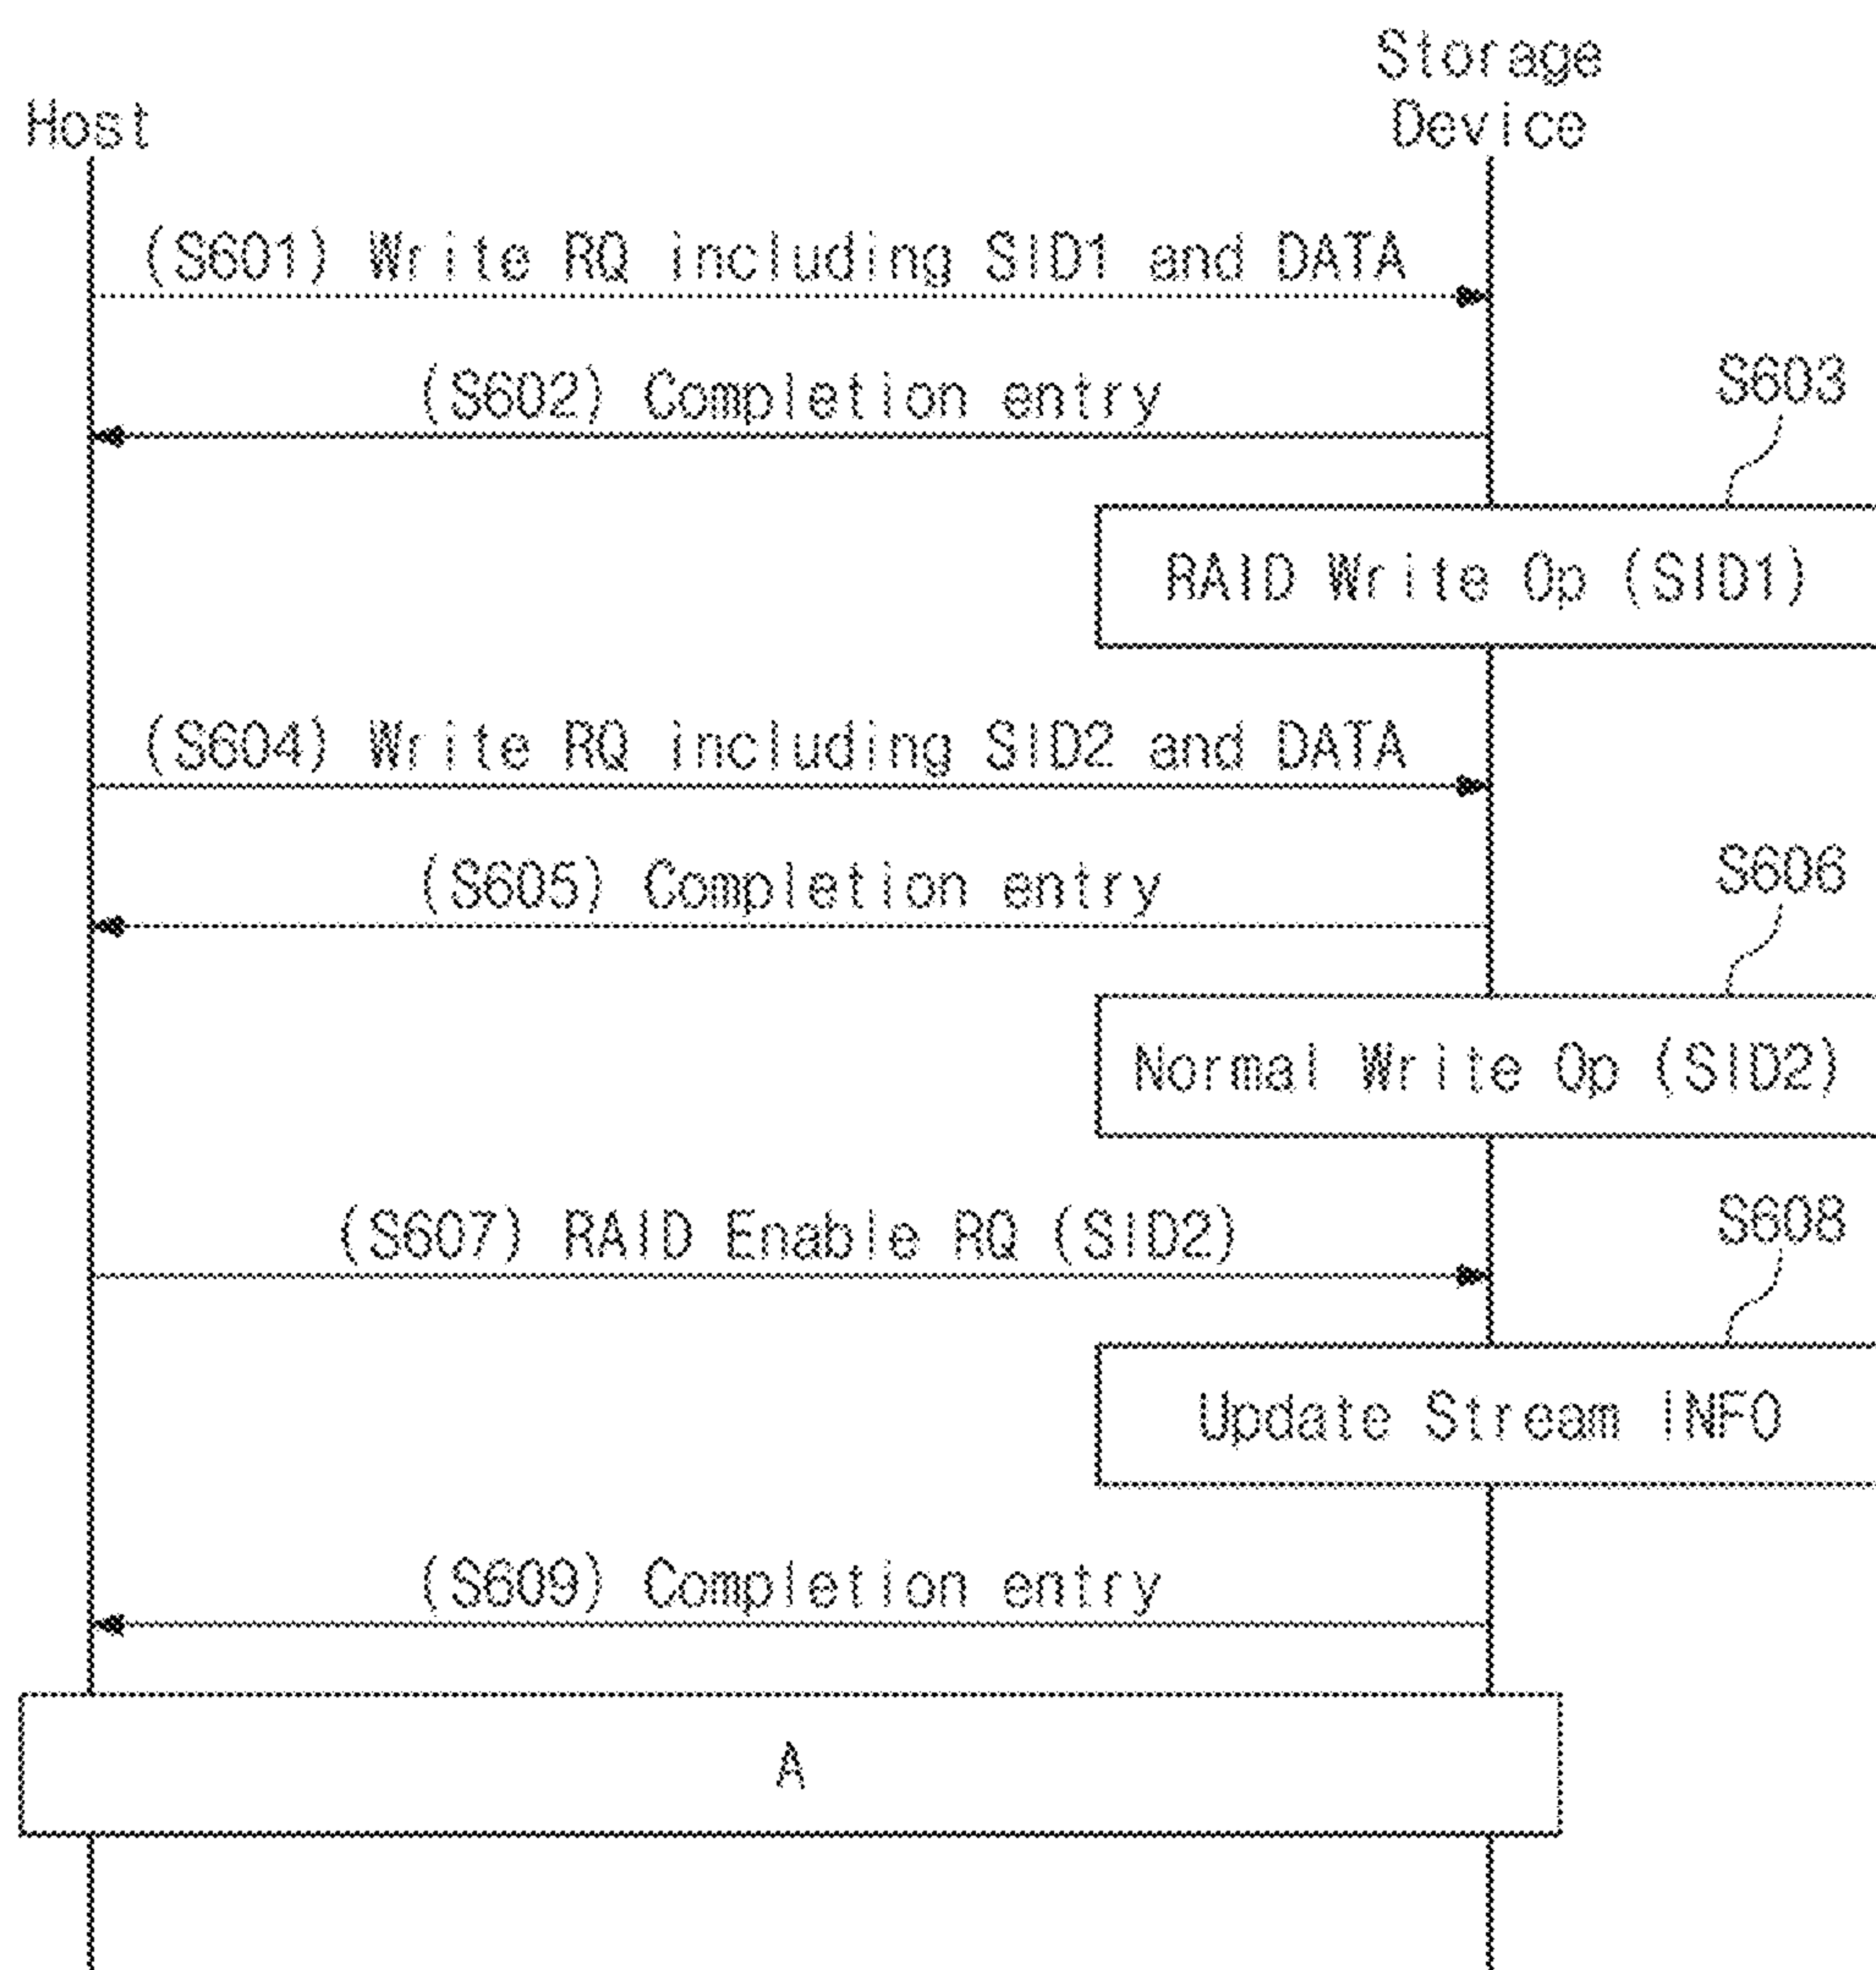 Storage
Device
Host
(S601) Write RQ including SID1 and DATA
(S602) Completion entry
S603
RAID Write Op (SID1)
(S604) Write RQ including SID2 and DATA
(S605) Completion entry
S606
Normal Write Op (SID2)
(S607) RAID Enable RQ (SID2)
S608
Update Stream INFO
(S609) Completion entry
A